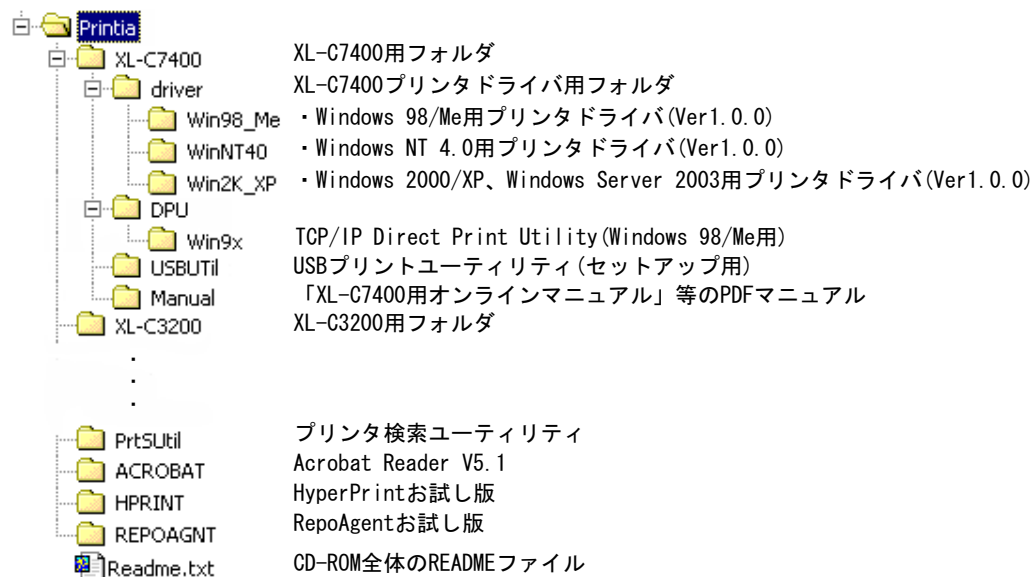 Printia
XL-C7400 XL-C7400用フォルダ
driver XL-C7400プリンタドライバ用フォルダ
Win98_Me ・Windows 98/Me用プリンタドライバ(Ver1.0.0)
WinNT40 ・Windows NT 4.0用プリンタドライバ(Ver1.0.0)
Win2K_XP ・Windows 2000/XP、Windows Server 2003用プリンタドライバ(Ver1.0.0)
DPU
Win9x TCP/IP Direct Print Utility(Windows 98/Me用)
USBUTil USBプリントユーティリティ(セットアップ用)
Manual 「XL-C7400用オンラインマニュアル」等のPDFマニュアル
XL-C3200 XL-C3200用フォルダ
・
・
・
PrtSUtil プリンタ検索ユーティリティ
ACROBAT Acrobat Reader V5.1
HPRINT HyperPrintお試し版
REPOAGNT RepoAgentお試し版
Readme.txt CD-ROM全体のREADMEファイル